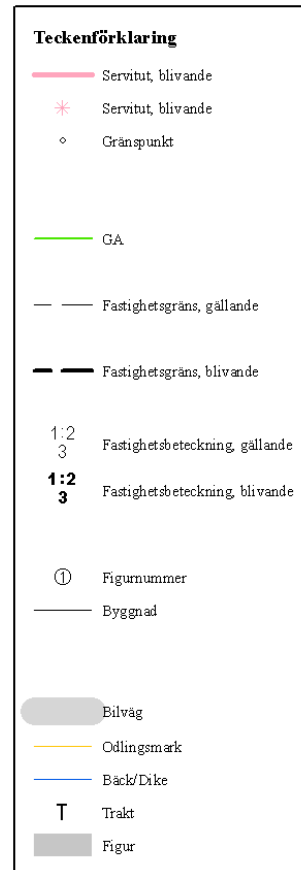 Teckenförklaring
Servitut, blivande
Servitut, blivande
Gränspunkt
GA
Fastighetsgräns, gällande
Fastighetsgräns, blivande
1:2
3
Fastighetsbeteckning, gällande
1:2
3
Fastighetsbeteckning, blivande
1 Figurnummer
Byggnad
Bilväg
Odlingsmark
Bäck/Dike
T Trakt
Figur